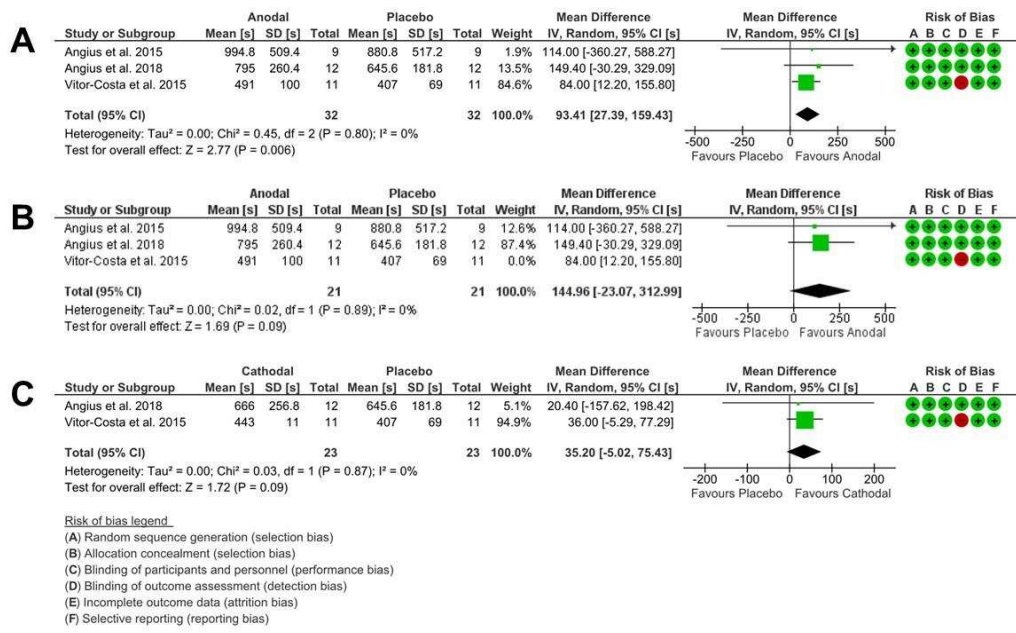 A
Anodal Placebo Mean Difference Mean Difference Risk of Bias
Study or Subgroup Mean [s] SD [s] Total Mean [s] SD [s] Total Weight IV, Random, 95% CI [s] IV, Random, 95% CI [s] A B C D E F
Angius et al. 2015 994.8 509.4 9 880.8 517.2 9 1.9% 114.00 [-360.27, 588.27]
Angius et al. 2018 795 260.4 12 645.6 181.8 12 13.5% 149.40 [-30.29, 329.09]
Vitor-Costa et al. 2015 491 100 11 407 69 11 84.6% 84.00 [12.20, 155.80]
Total (95% CI) 32 32 100.0% 93.41 [27.39, 159.43]
Heterogeneity: Tau² = 0.00; Chi² = 0.45, df = 2 (P = 0.80); I² = 0%
Test for overall effect: Z = 2.77 (P = 0.006)
-500 -250 0 250 500
Favours Placebo Favours Anodal
B
Anodal Placebo Mean Difference Mean Difference Risk of Bias
Study or Subgroup Mean [s] SD [s] Total Mean [s] SD [s] Total Weight IV, Random, 95% CI [s] IV, Random, 95% CI [s] A B C D E F
Angius et al. 2015 994.8 509.4 9 880.8 517.2 9 12.6% 114.00 [-360.27, 588.27]
Angius et al. 2018 795 260.4 12 645.6 181.8 12 87.4% 149.40 [-30.29, 329.09]
Vitor-Costa et al. 2015 491 100 11 407 69 11 0.0% 84.00 [12.20, 155.80]
Total (95% CI) 21 21 100.0% 144.96 [-23.07, 312.99]
Heterogeneity: Tau² = 0.00; Chi² = 0.02, df = 1 (P = 0.89); I² = 0%
Test for overall effect: Z = 1.69 (P = 0.09)
-500 -250 0 250 500
Favours Placebo Favours Anodal
C
Cathodal Placebo Mean Difference Mean Difference Risk of Bias
Study or Subgroup Mean [s] SD [s] Total Mean [s] SD [s] Total Weight IV, Random, 95% CI [s] IV, Random, 95% CI [s] A B C D E F
Angius et al. 2018 666 256.8 12 645.6 181.8 12 5.1% 20.40 [-157.62, 198.42]
Vitor-Costa et al. 2015 443 11 11 407 69 11 94.9% 36.00 [-5.29, 77.29]
Total (95% CI) 23 23 100.0% 35.20 [-5.02, 75.43]
Heterogeneity: Tau² = 0.00; Chi² = 0.03, df = 1 (P = 0.87); I² = 0%
Test for overall effect: Z = 1.72 (P = 0.09)
-200 -100 0 100 200
Favours Placebo Favours Cathodal
Risk of bias legend
(A) Random sequence generation (selection bias)
(B) Allocation concealment (selection bias)
(C) Blinding of participants and personnel (performance bias)
(D) Blinding of outcome assessment (detection bias)
(E) Incomplete outcome data (attrition bias)
(F) Selective reporting (reporting bias)